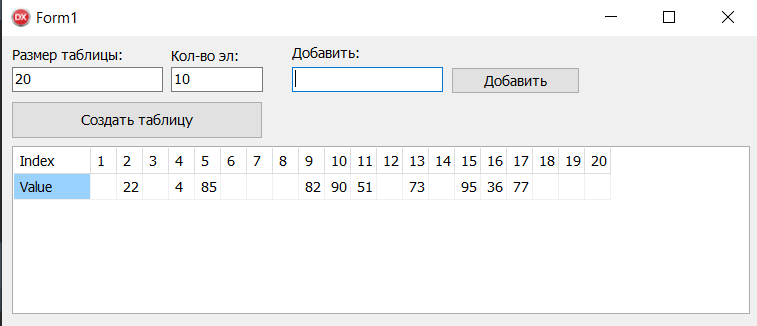 DX Form1
Размер таблицы: Кол-во эл: Добавить:
20 10 Добавить
Создать таблицу
Index 1 2 3 4 5 6 7 8 9 10 11 12 13 14 15 16 17 18 19 20
Value 22 4 85 82 90 51 73 95 36 77